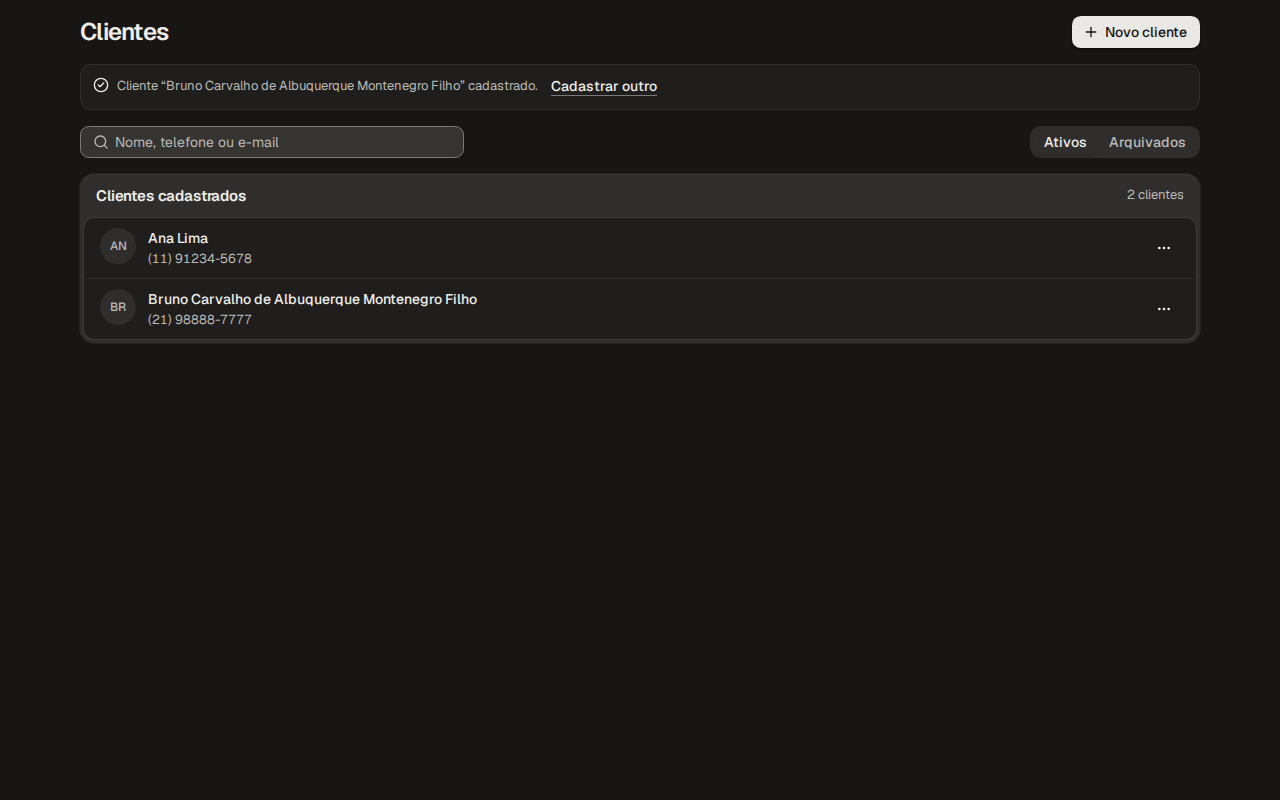 Clientes
Novo cliente
Cliente “Bruno Carvalho de Albuquerque Montenegro Filho” cadastrado. Cadastrar outro
Nome, telefone ou e-mail
Ativos Arquivados
Clientes cadastrados
2 clientes
AN
Ana Lima
(11) 91234-5678
BR
Bruno Carvalho de Albuquerque Montenegro Filho
(21) 98888-7777